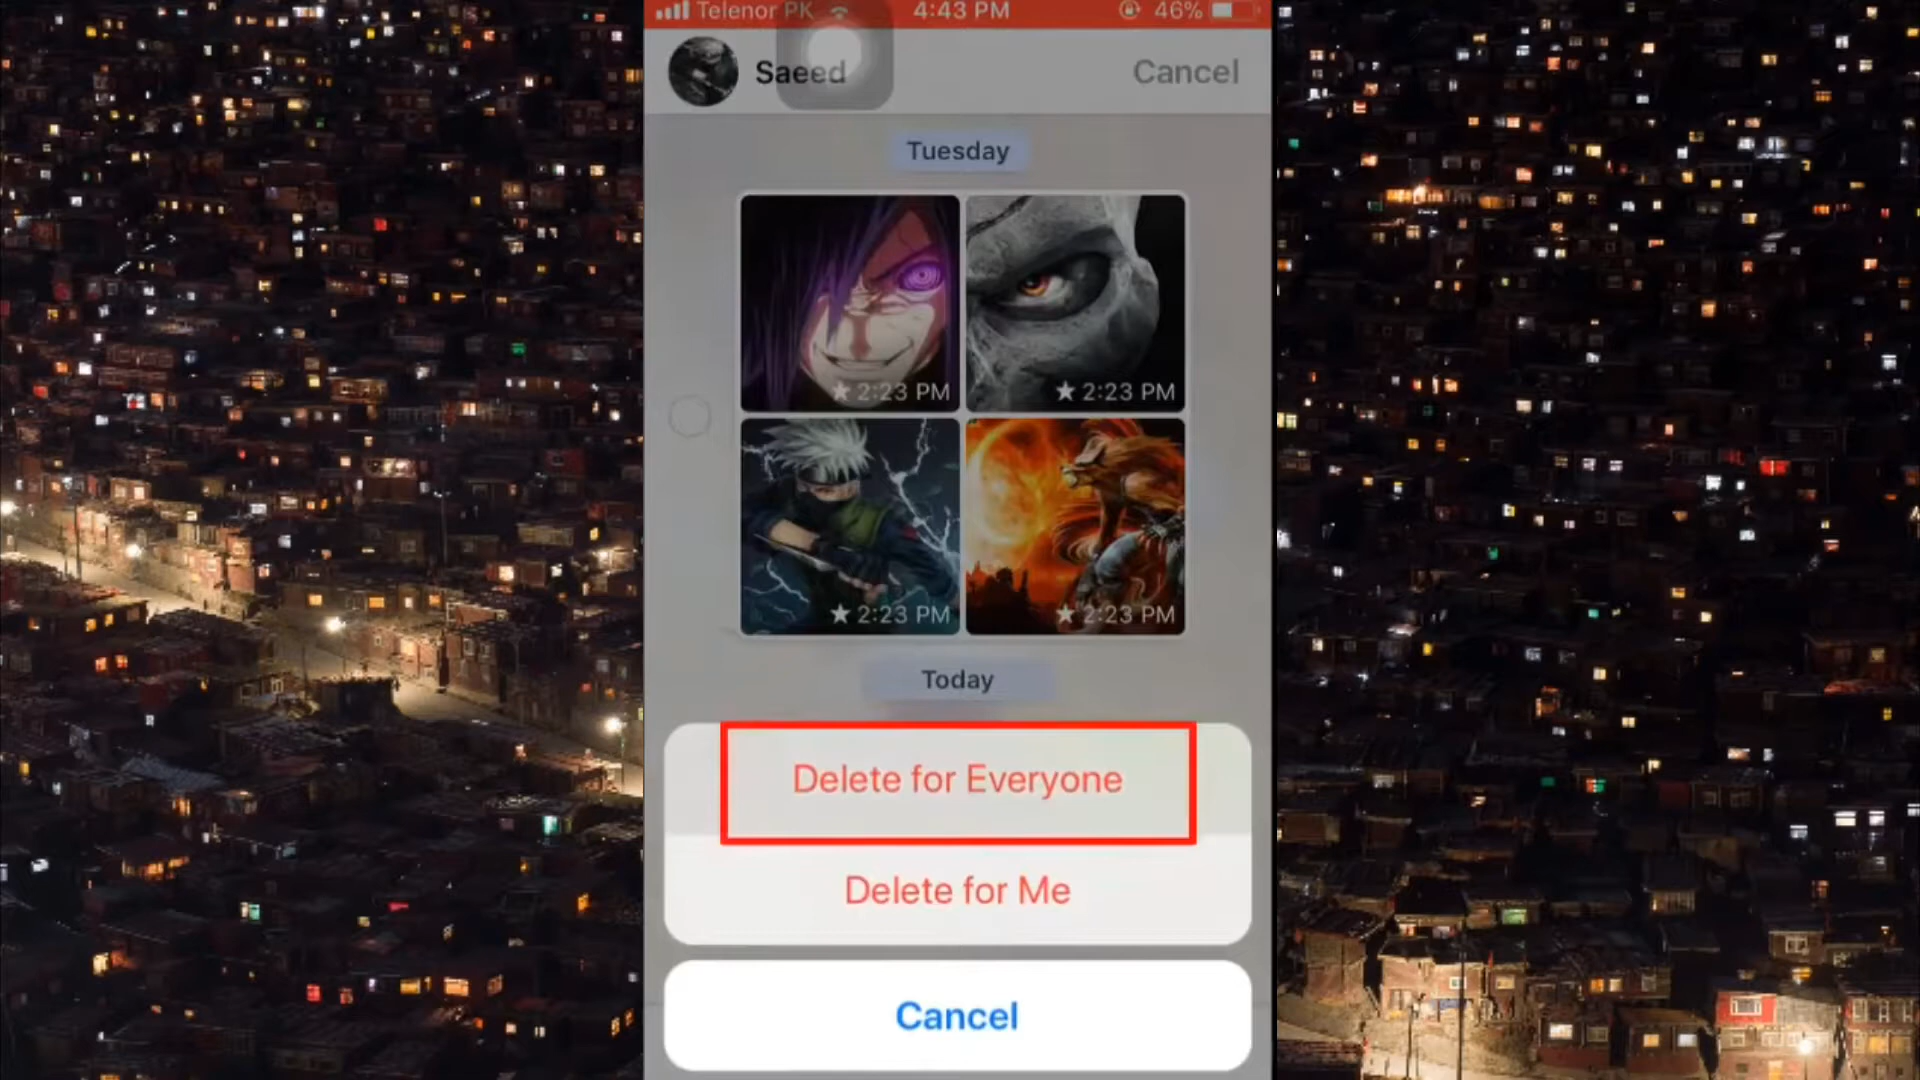 Telenor PK 4:43 PM 46%
Saeed Cancel
Tuesday
2:23 PM 2:23 PM
2:23 PM 2:23 PM
Today
Delete for Everyone
Delete for Me
Cancel